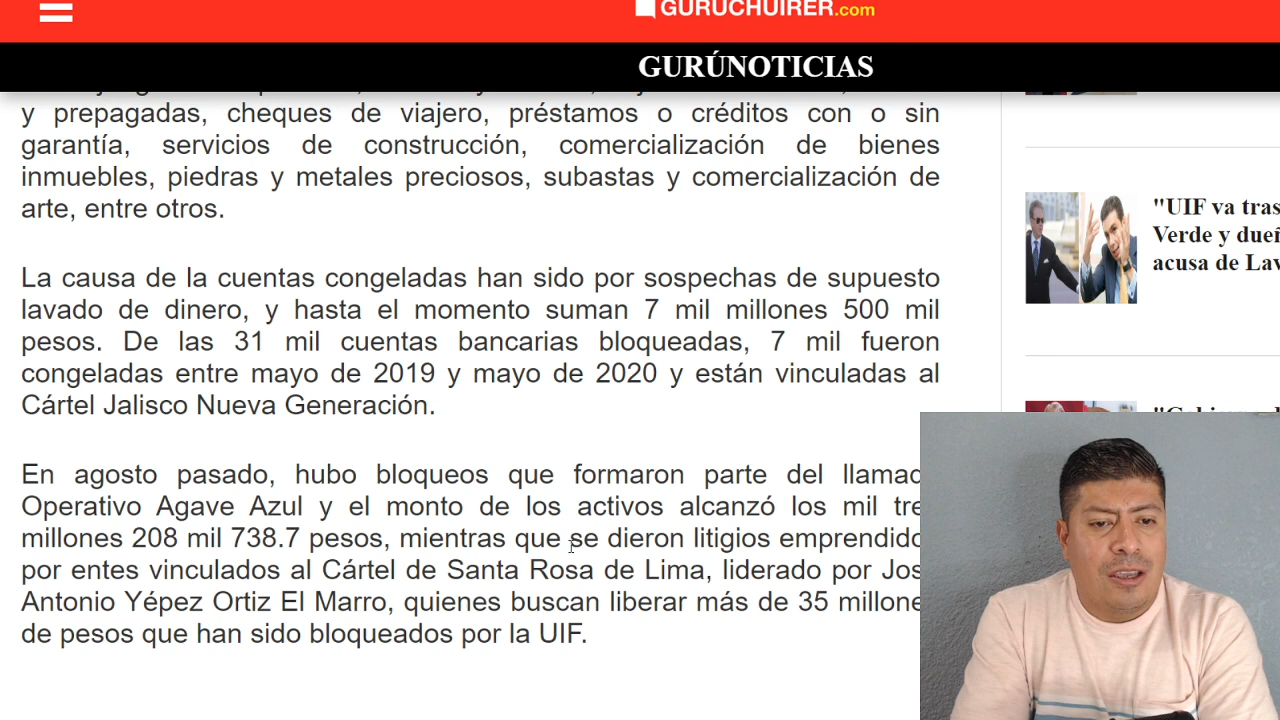 GURUCHUIRER.com
GURÚNOTICIAS
y prepagadas, cheques de viajero, préstamos o créditos con o sin
garantía, servicios de construcción, comercialización de bienes
inmuebles, piedras y metales preciosos, subastas y comercialización de
arte, entre otros.
La causa de la cuentas congeladas han sido por sospechas de supuesto
lavado de dinero, y hasta el momento suman 7 mil millones 500 mil
pesos. De las 31 mil cuentas bancarias bloqueadas, 7 mil fueron
congeladas entre mayo de 2019 y mayo de 2020 y están vinculadas al
Cártel Jalisco Nueva Generación.
En agosto pasado, hubo bloqueos que formaron parte del llamad
Operativo Agave Azul y el monto de los activos alcanzó los mil tre
millones 208 mil 738.7 pesos, mientras que se dieron litigios emprendido
por entes vinculados al Cártel de Santa Rosa de Lima, liderado por Jos
Antonio Yépez Ortiz El Marro, quienes buscan liberar más de 35 millone
de pesos que han sido bloqueados por la UIF.
"UIF va tras
Verde y dueñ
acusa de Lav